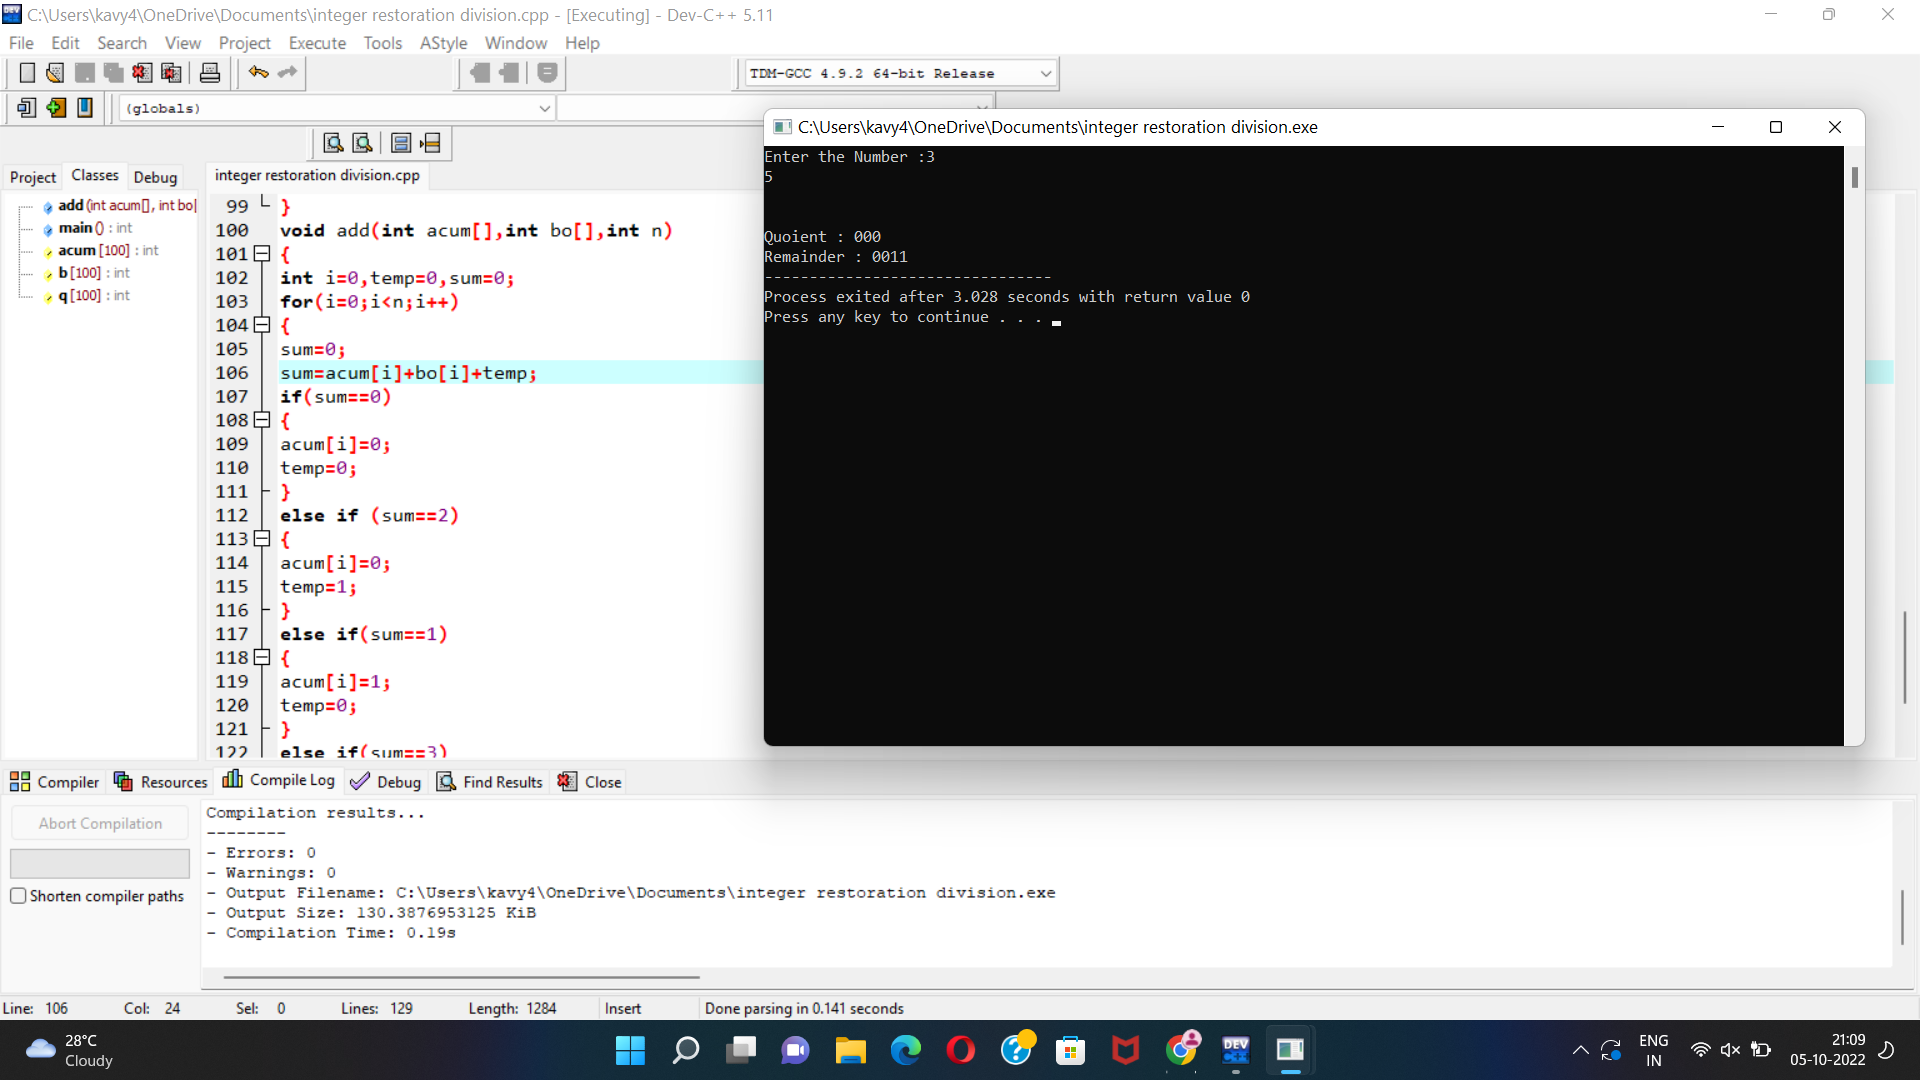 C:\Users\kavy4\OneDrive\Documents\integer restoration division.cpp - [Executing] - Dev-C++ 5.11
File Edit Search View Project Execute Tools AStyle Window Help
TDM-GCC 4.9.2 64-bit Release
(globals)
Project Classes Debug
integer restoration division.cpp
add (int acum[], int bo[
main () : int
acum [100] : int
b [100] : int
q [100] : int
99 }
100 void add(int acum[],int bo[],int n)
101 {
102 int i=0,temp=0,sum=0;
103 for(i=0;i<n;i++)
104 {
105 sum=0;
106 sum=acum[i]+bo[i]+temp;
107 if(sum==0)
108 {
109 acum[i]=0;
110 temp=0;
111 }
112 else if (sum==2)
113 {
114 acum[i]=0;
115 temp=1;
116 }
117 else if(sum==1)
118 {
119 acum[i]=1;
120 temp=0;
121 }
122 else if(sum==3)
C:\Users\kavy4\OneDrive\Documents\integer restoration division.exe
Enter the Number :3
5
Quoient : 000
Remainder : 0011
--------------------------------
Process exited after 3.028 seconds with return value 0
Press any key to continue . . .
Compiler Resources Compile Log Debug Find Results Close
Abort Compilation
Shorten compiler paths
Compilation results...
--------
- Errors: 0
- Warnings: 0
- Output Filename: C:\Users\kavy4\OneDrive\Documents\integer restoration division.exe
- Output Size: 130.3876953125 KiB
- Compilation Time: 0.19s
Line: 106 Col: 24 Sel: 0 Lines: 129 Length: 1284 Insert Done parsing in 0.141 seconds
28°C
Cloudy
DEV
C++
ENG
IN
21:09
05-10-2022